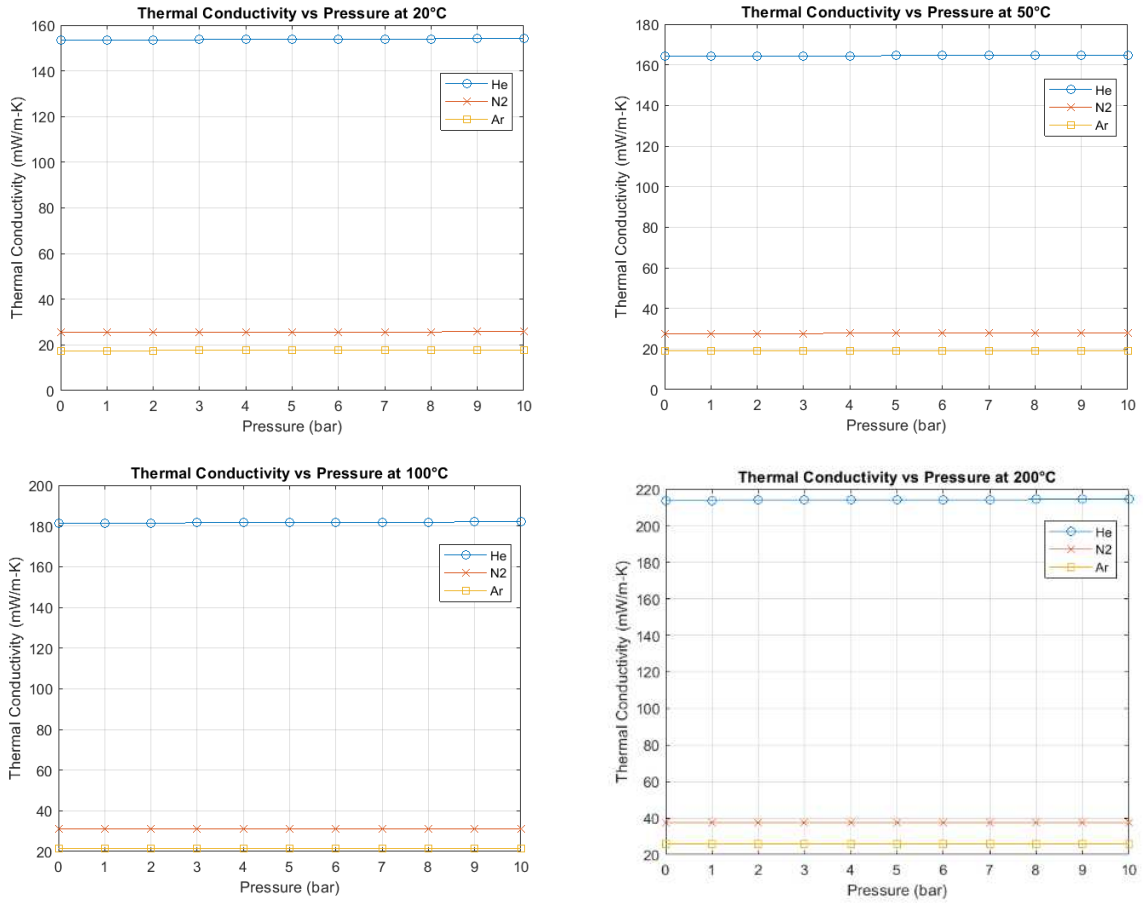 Thermal Conductivity vs Pressure at 20°C
Thermal Conductivity (mW/m-K)
160
140
120
100
80
60
40
20
0
He
N2
Ar
0 1 2 3 4 5 6 7 8 9 10
Pressure (bar)
Thermal Conductivity vs Pressure at 50°C
Thermal Conductivity (mW/m-K)
180
160
140
120
100
80
60
40
20
0
He
N2
Ar
0 1 2 3 4 5 6 7 8 9 10
Pressure (bar)
Thermal Conductivity vs Pressure at 100°C
Thermal Conductivity (mW/m-K)
200
180
160
140
120
100
80
60
40
20
He
N2
Ar
0 1 2 3 4 5 6 7 8 9 10
Pressure (bar)
Thermal Conductivity vs Pressure at 200°C
Thermal Conductivity (mW/m-K)
220
200
180
160
140
120
100
80
60
40
20
He
N2
Ar
0 1 2 3 4 5 6 7 8 9 10
Pressure (bar)